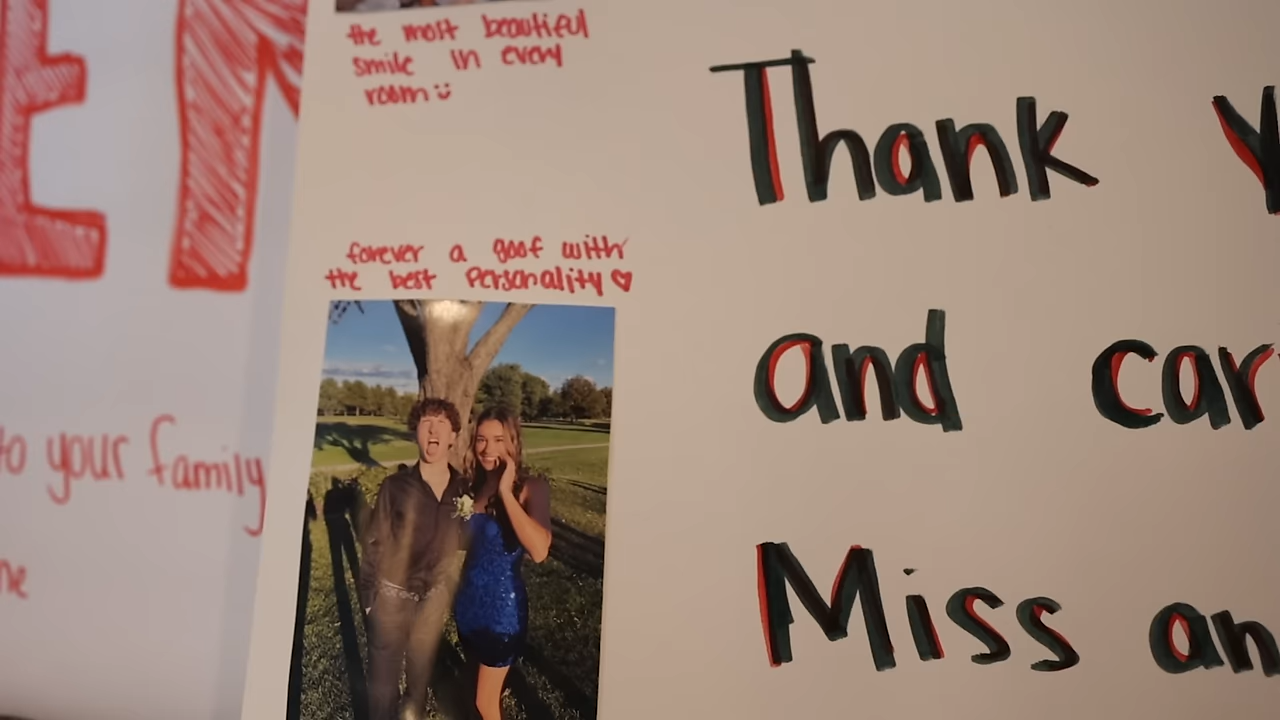 the most beautiful
smile in every
room :)
forever a goof with
the best personality ♡
Thank
and
Miss
to your family